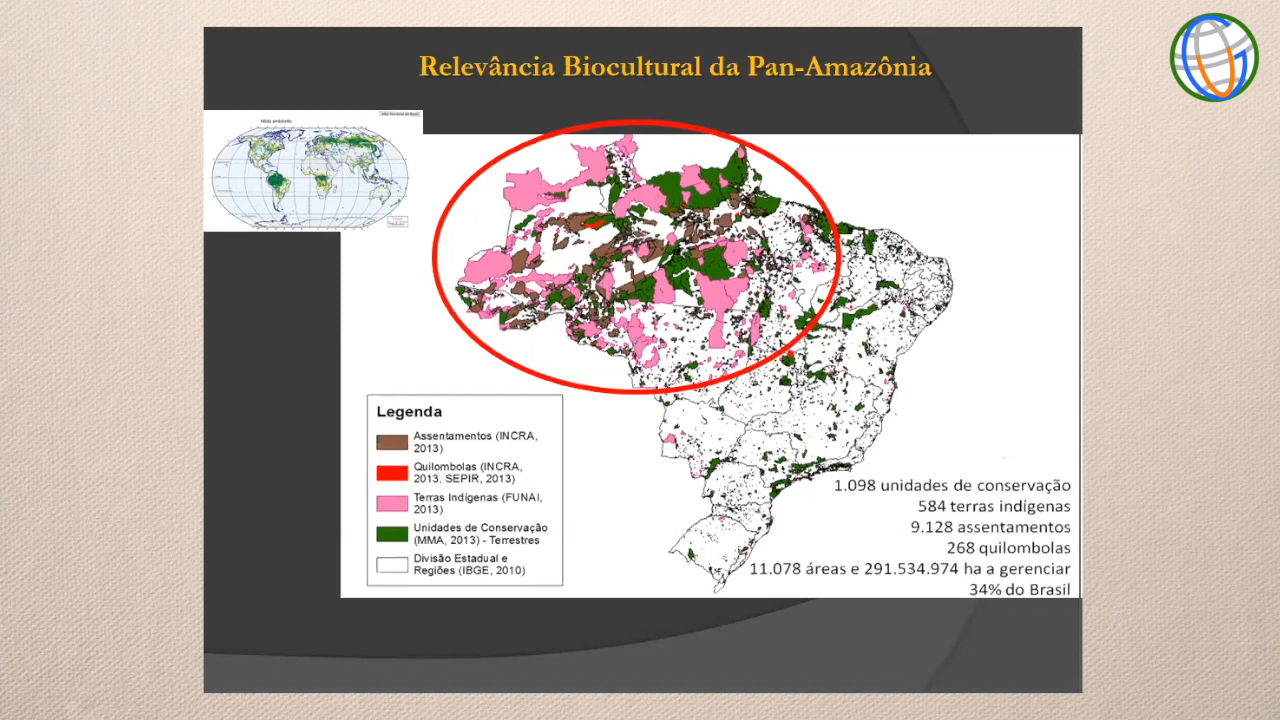 Relevância Biocultural da Pan-Amazônia
Meio ambiente
Legenda
Assentamentos (INCRA,
2013)
Quilombolas (INCRA,
2013, SEPIR, 2013)
Terras Indígenas (FUNAI,
2013)
Unidades de Conservação
(MMA, 2013) - Terrestres
Divisão Estadual e
Regiões (IBGE, 2010)
1.098 unidades de conservação
584 terras indígenas
9.128 assentamentos
268 quilombolas
11.078 áreas e 291.534.974 ha a gerenciar
34% do Brasil